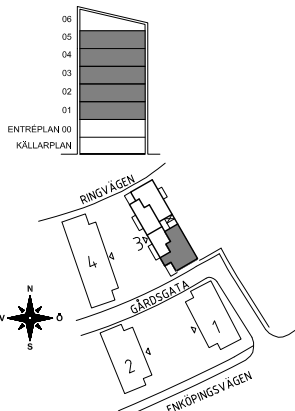 06
05
04
03
02
01
ENTRÉPLAN 00
KÄLLARPLAN
RINGVÄGEN
3
4
GÅRDSGATA
N
V Ö
S
1
2
ENKÖPINGSVÄGEN